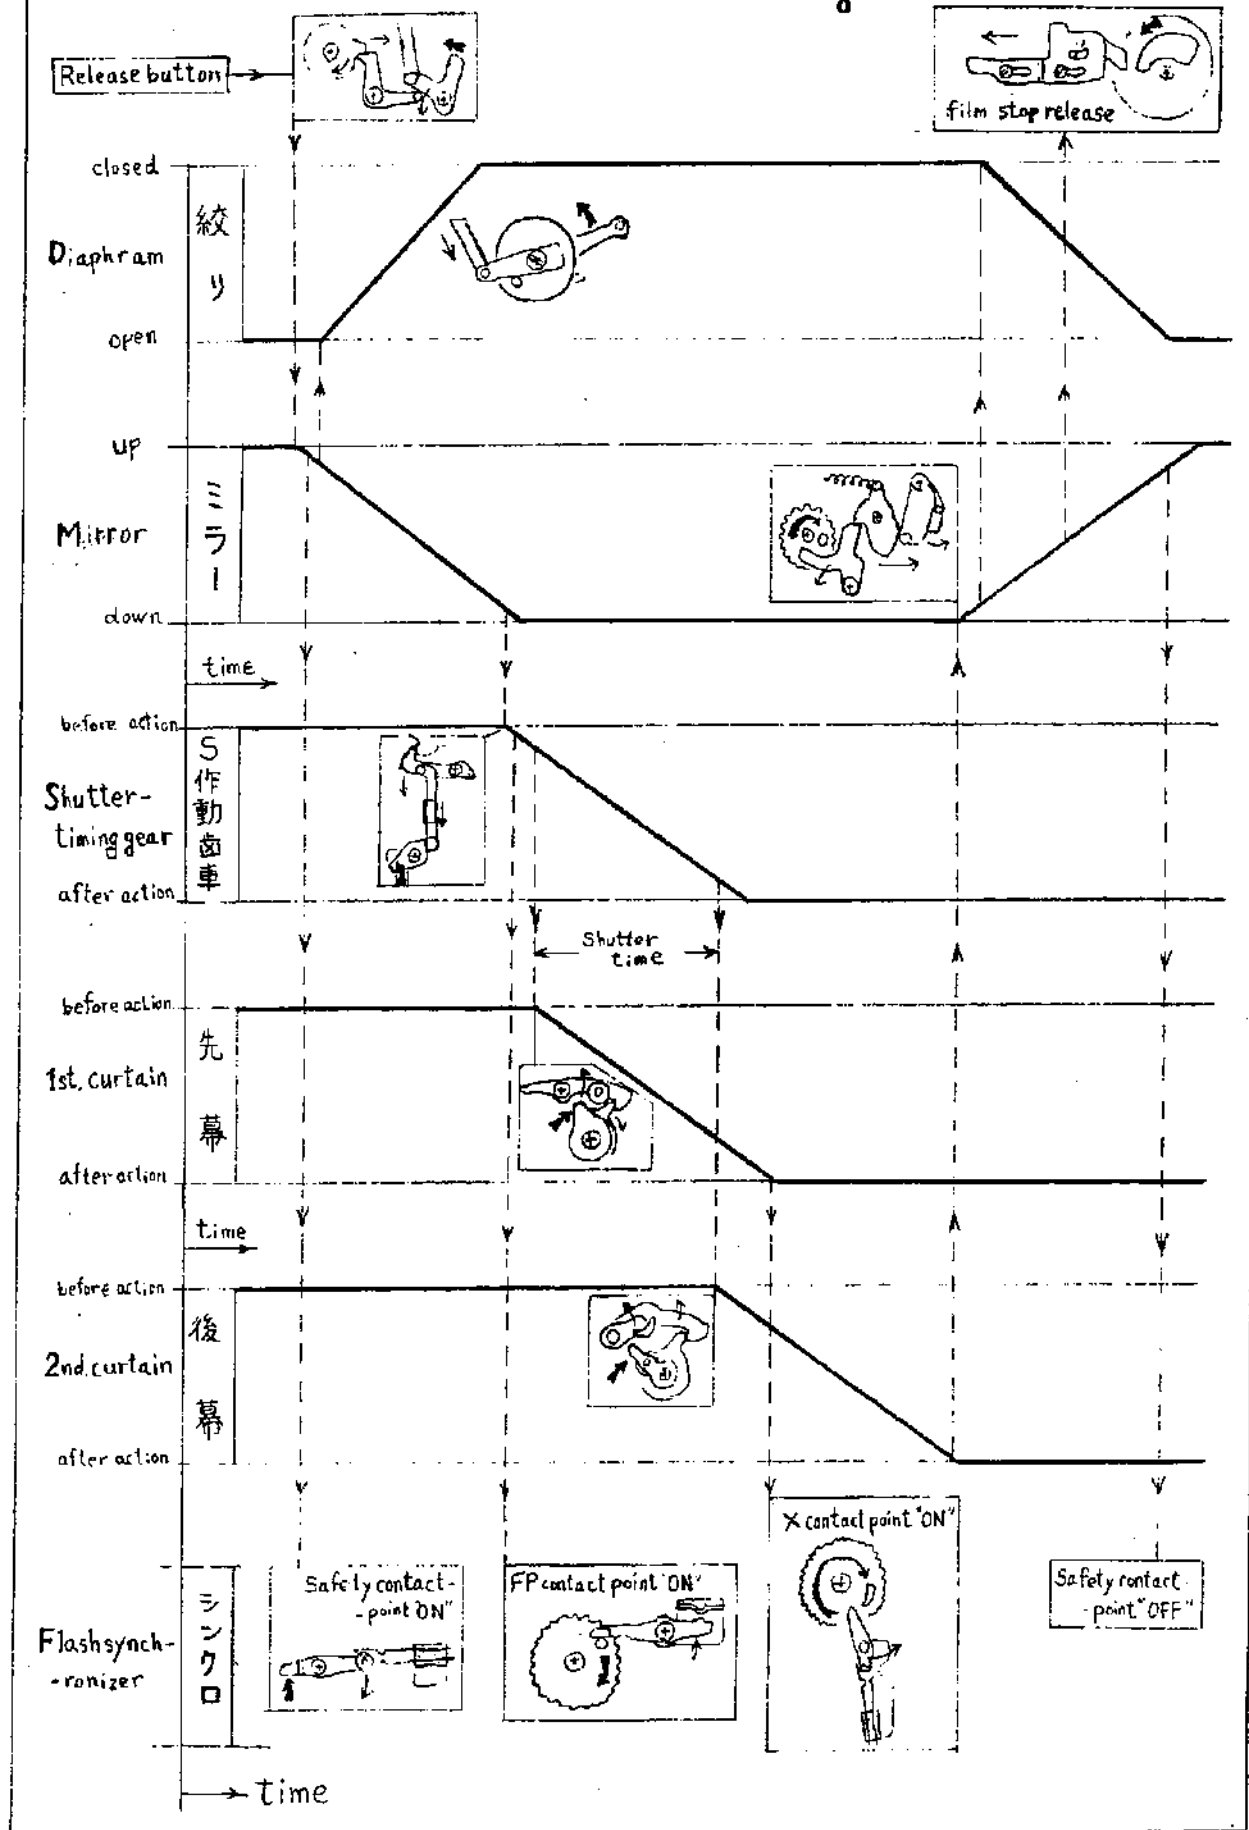 a
Release button
film stop release
closed
絞り
Diaphram
open
up
ミラー
Mirror
down
time
before action
S作動歯車
Shutter-
timing gear
after action
Shutter
time
before action
先幕
1st. curtain
after action
time
before action
後幕
2nd. curtain
after action
X contact point "ON"
Safety contact-
-point "ON"
FP contact point "ON"
Safety contact-
-point "OFF"
シンクロ
Flash synch-
-ronizer
time